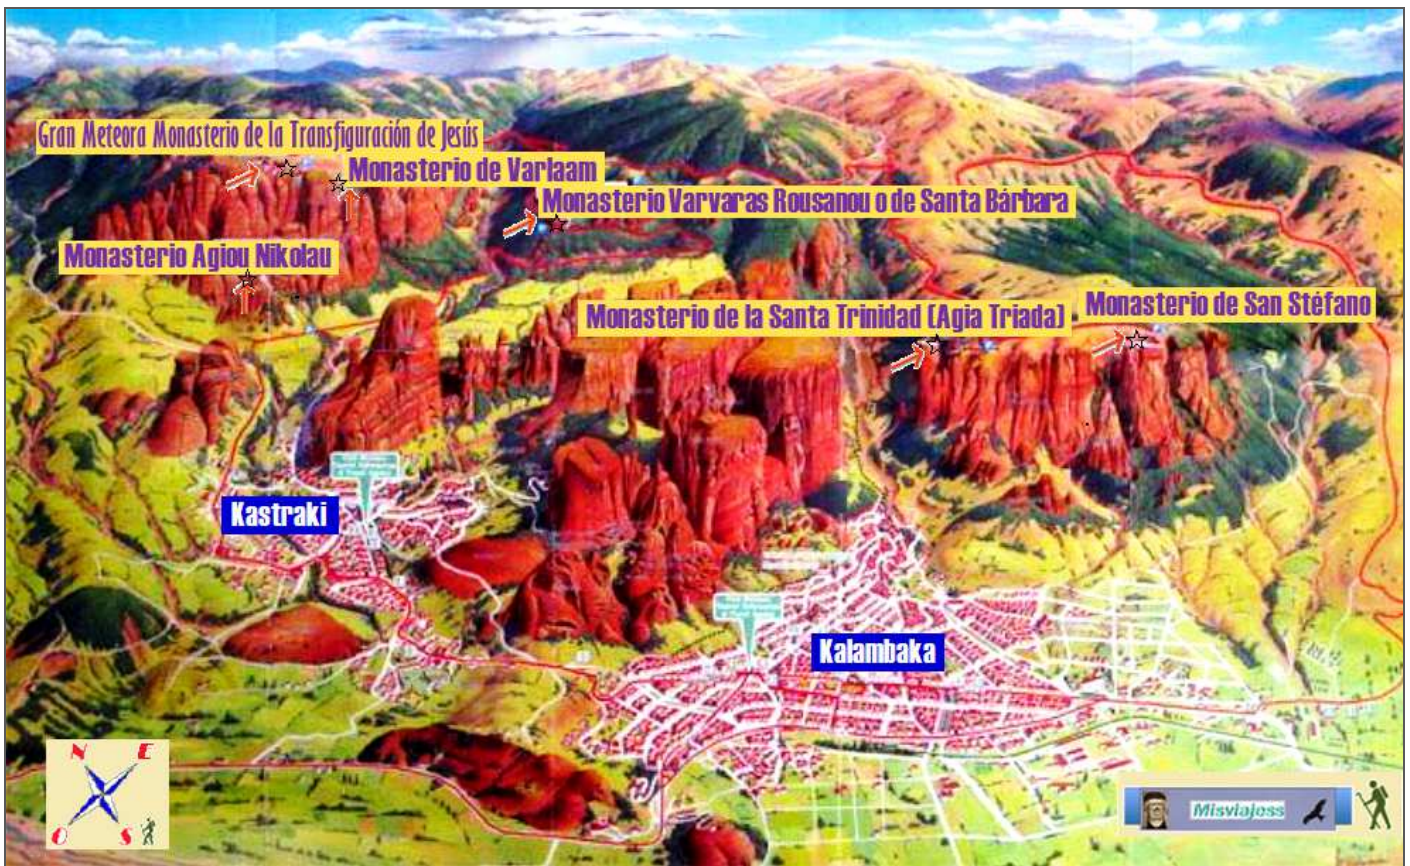 Gran Meteora Monasterio de la Transfiguración de Jesús
Monasterio de Varlaam
Monasterio Varvaras Rousanou o de Santa Bárbara
Monasterio Agiou Nikolau
Monasterio de la Santa Trinidad (Agia Triada)
Monasterio de San Stéfano
Kastraki
Kalambaka
N E
O S
Misviajess